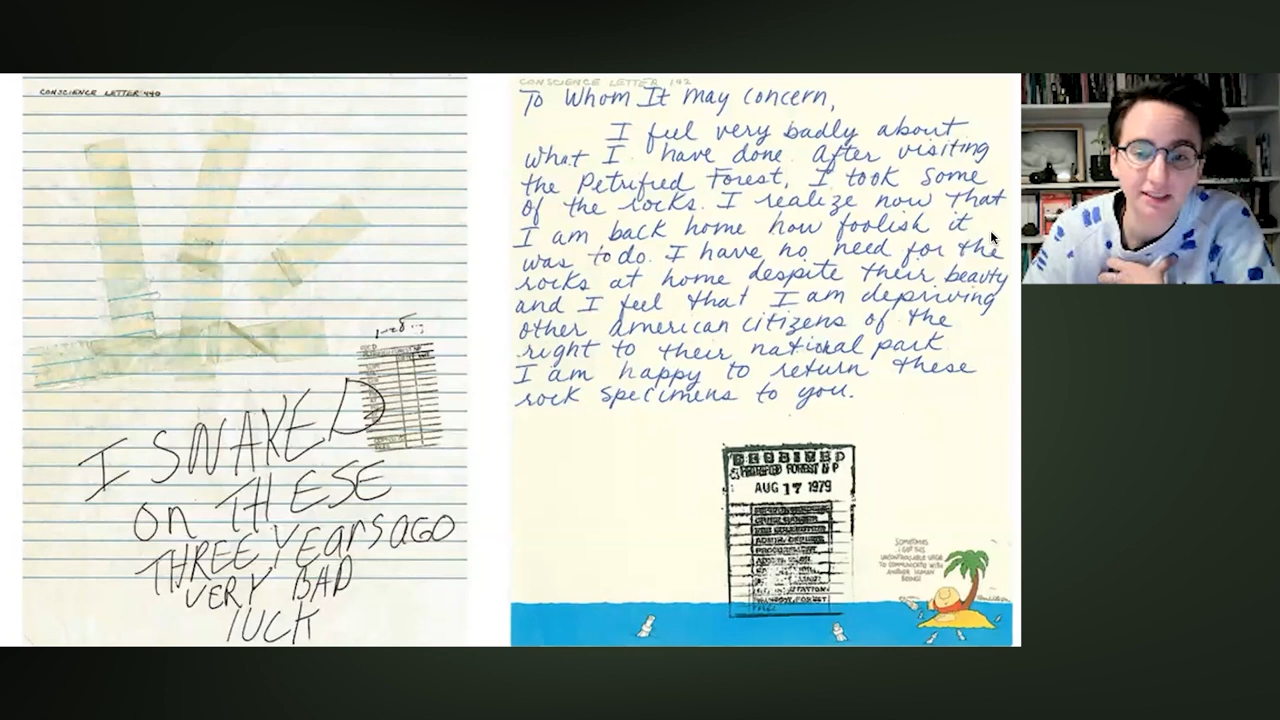 CONSCIENCE LETTER 440
I SNAKED
on THESE
THREE YEArs AGO
VERY BAD
lUCK
CONSCIENCE LETTER 142
To Whom It may Concern,
I feel very badly about
what I have done. After visiting
the Petrified Forest, I took some
of the rocks. I realize now that
I am back home how foolish it
was to do. I have no need for the
rocks at home despite their beauty
and I feel that I am depriving
other american citizens of the
right to their national park
I am happy to return these
rock specimens to you.
RECEIVED
PETRIFIED FOREST N P
AUG 17 1979
PROCUREMENT
SOMETIMES
I GET THIS
UNCONTROLLABLE URGE
TO COMMUNICATE WITH
ANOTHER HUMAN
BEING!